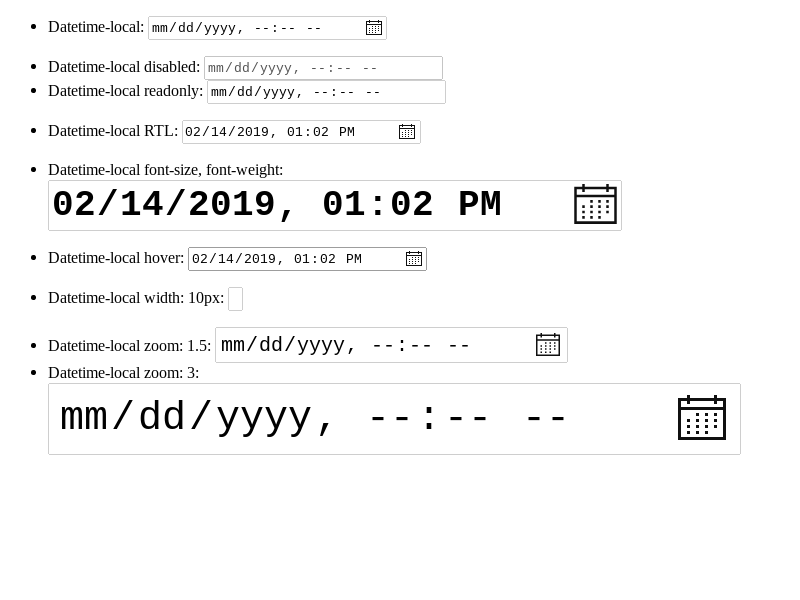 Datetime-local: mm/dd/yyyy, --:-- --
Datetime-local disabled: mm/dd/yyyy, --:-- --
Datetime-local readonly: mm/dd/yyyy, --:-- --
Datetime-local RTL: 02/14/2019, 01:02 PM
Datetime-local font-size, font-weight:
02/14/2019, 01:02 PM
Datetime-local hover: 02/14/2019, 01:02 PM
Datetime-local width: 10px:
Datetime-local zoom: 1.5: mm/dd/yyyy, --:-- --
Datetime-local zoom: 3:
mm/dd/yyyy, --:-- --